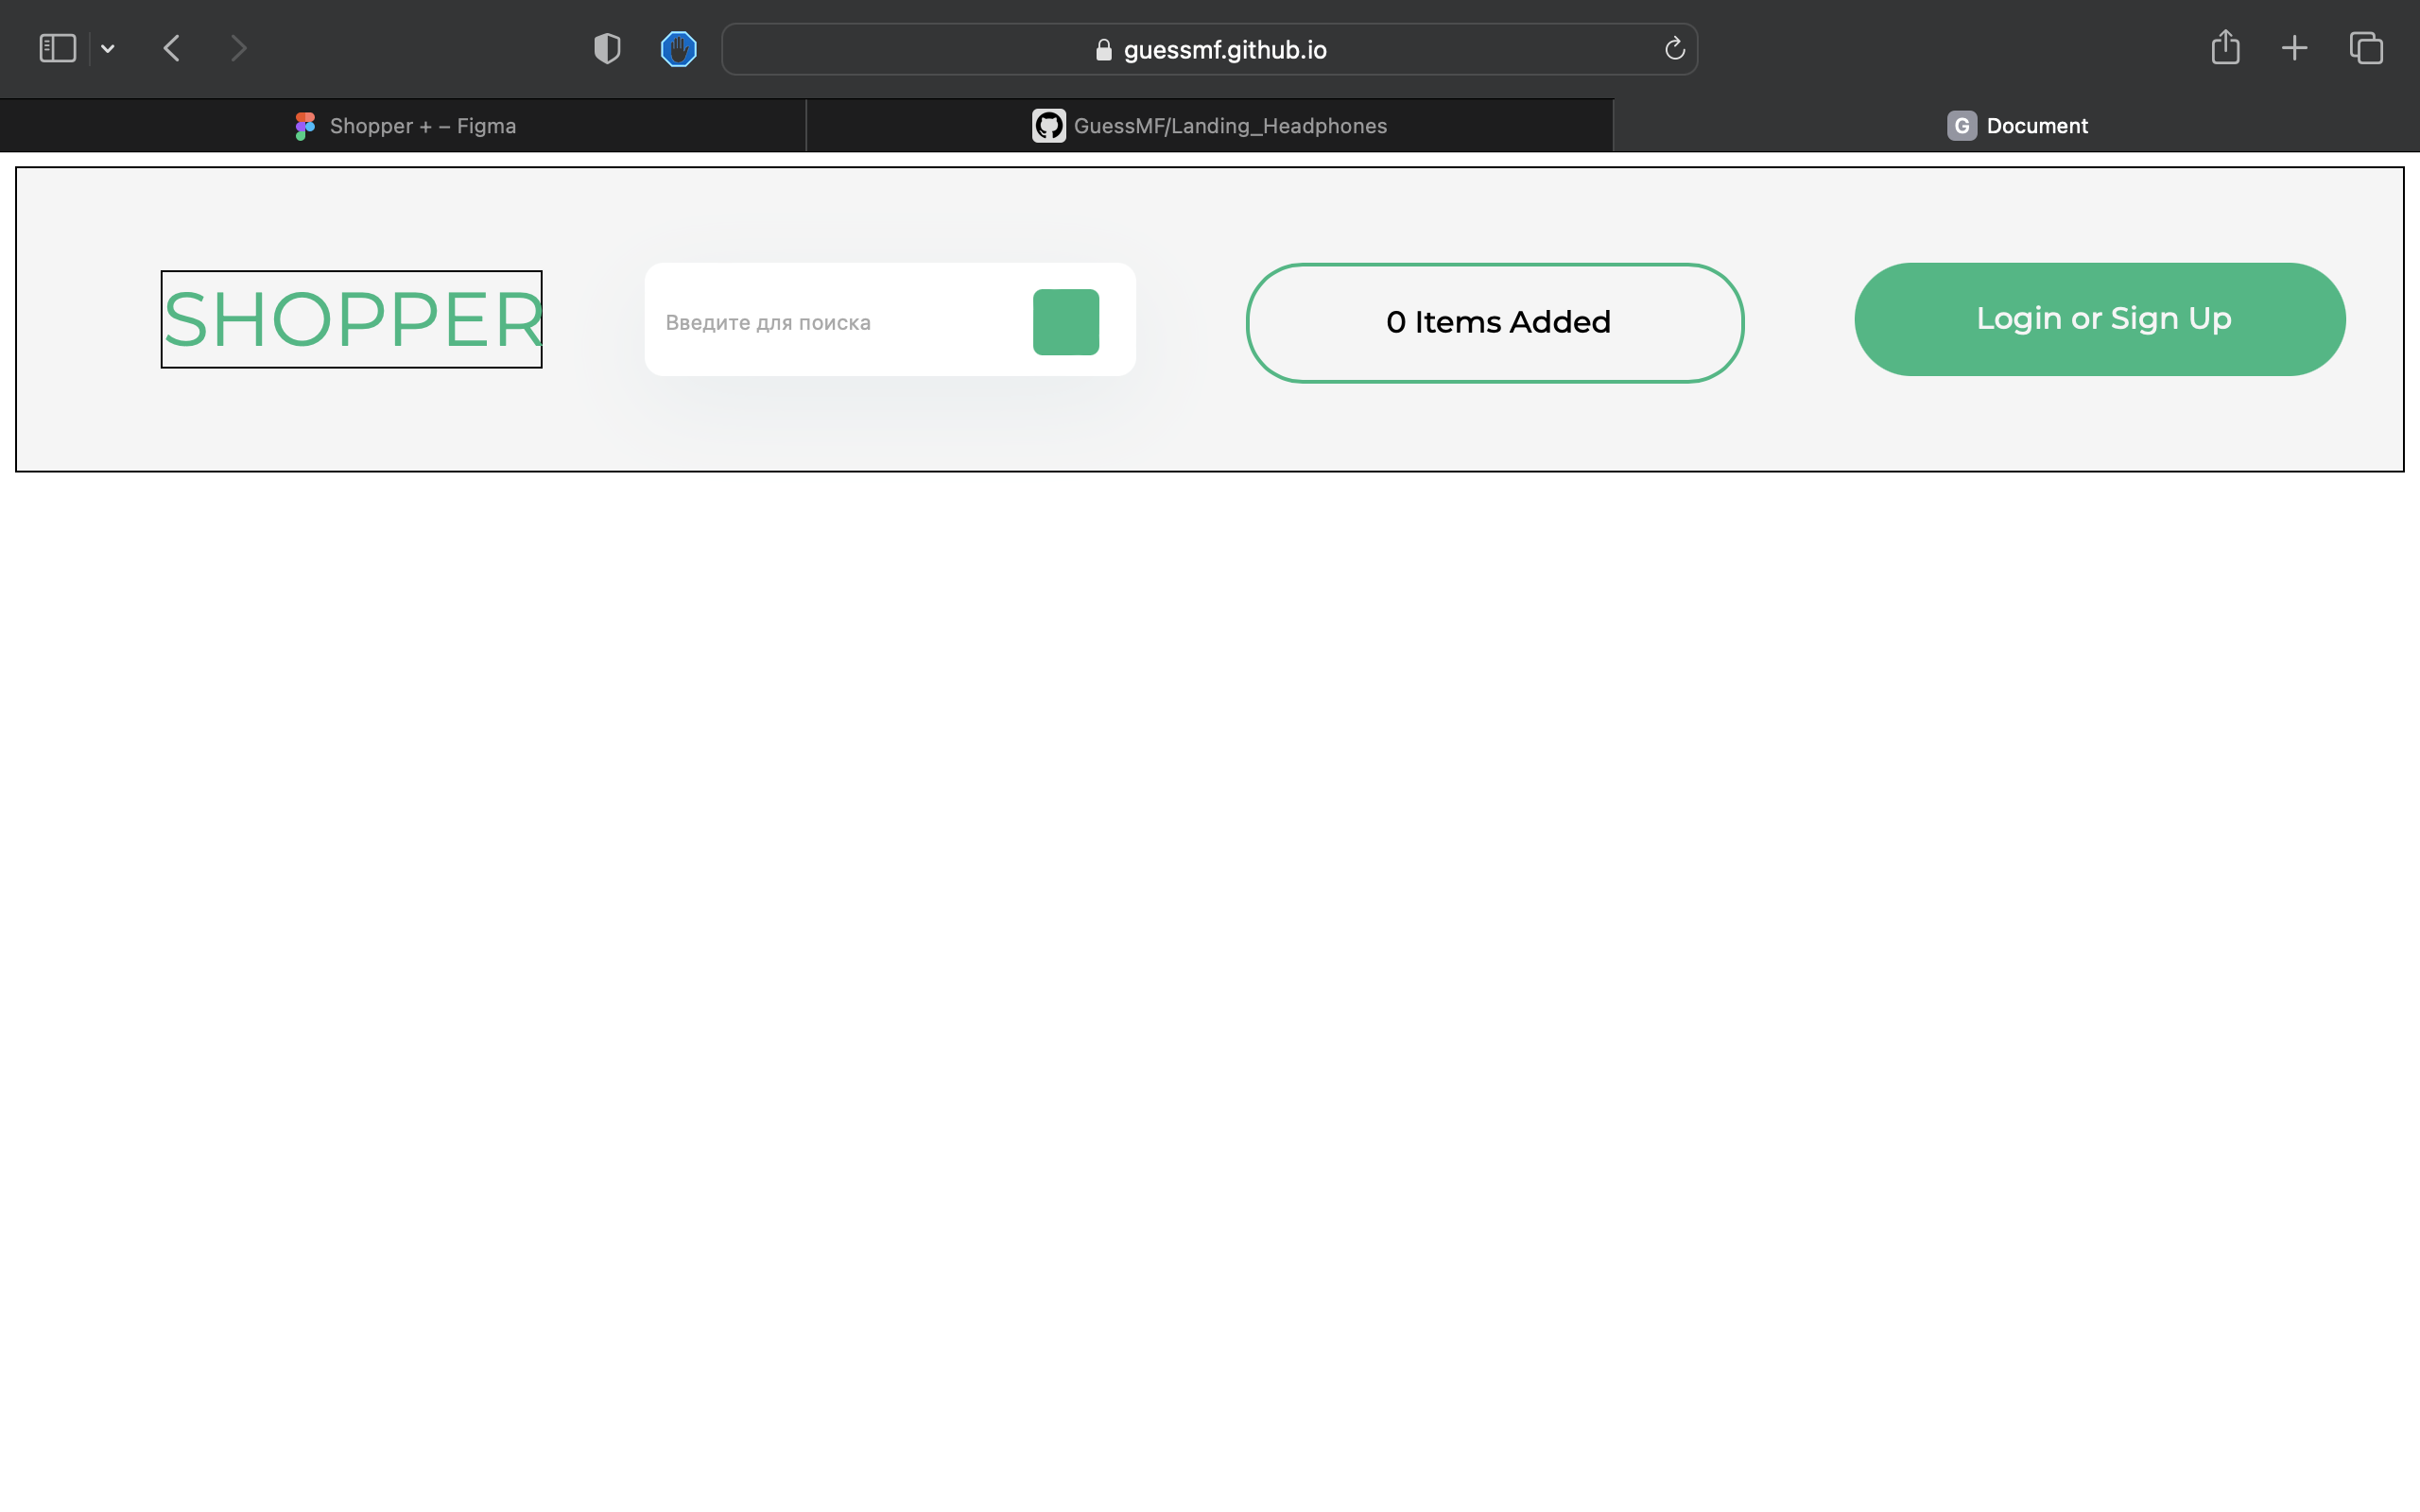 guessmf.github.io
Shopper + – Figma
GuessMF/Landing_Headphones
G Document
SHOPPER
Введите для поиска
0 Items Added
Login or Sign Up